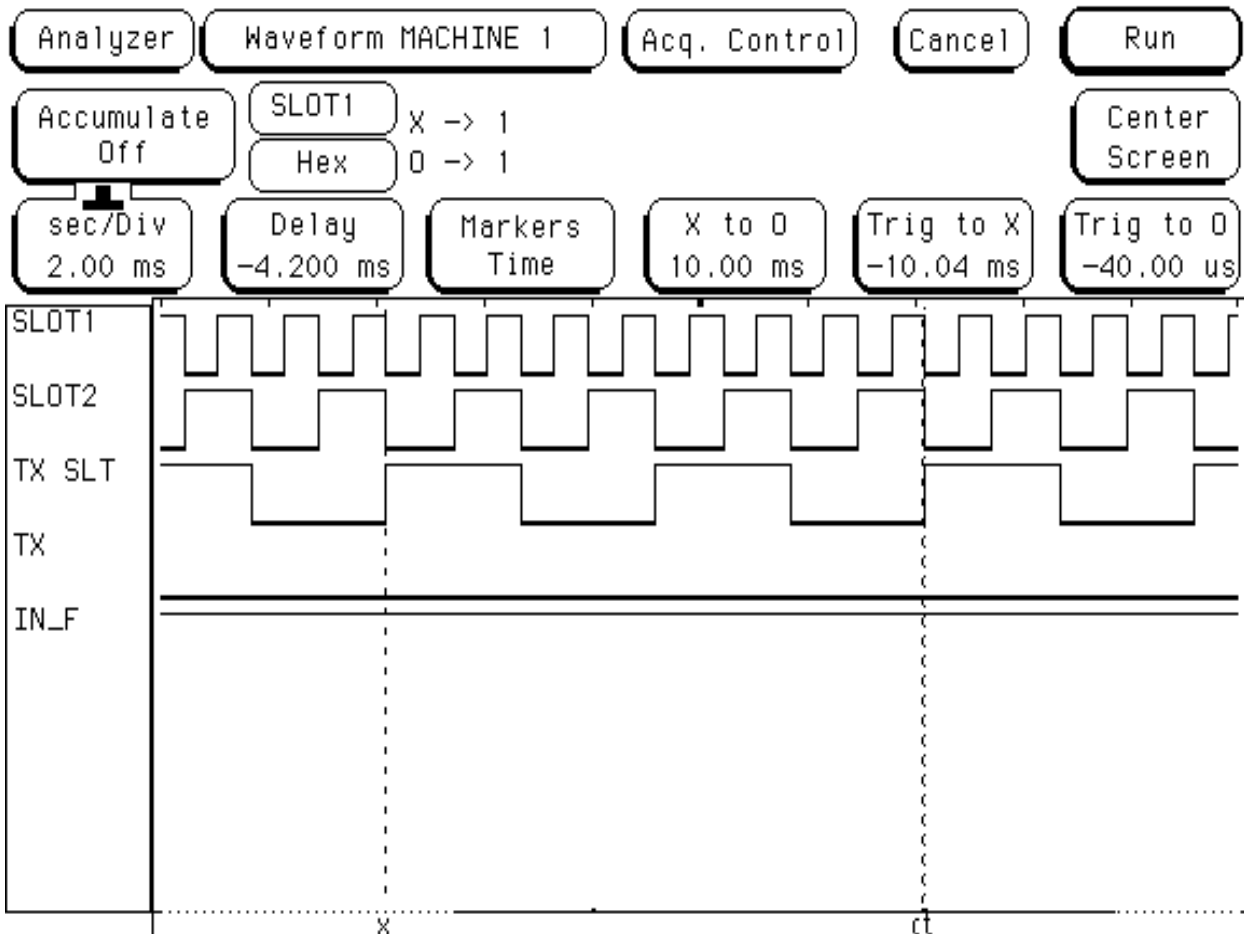 Analyzer Waveform MACHINE 1 Acq. Control Cancel Run
Accumulate Off
SLOT1 X -> 1
Hex O -> 1
Center Screen
sec/Div 2.00 ms
Delay -4.200 ms
Markers Time
X to O 10.00 ms
Trig to X -10.04 ms
Trig to O -40.00 us
SLOT1
SLOT2
TX SLT
TX
IN_F
x